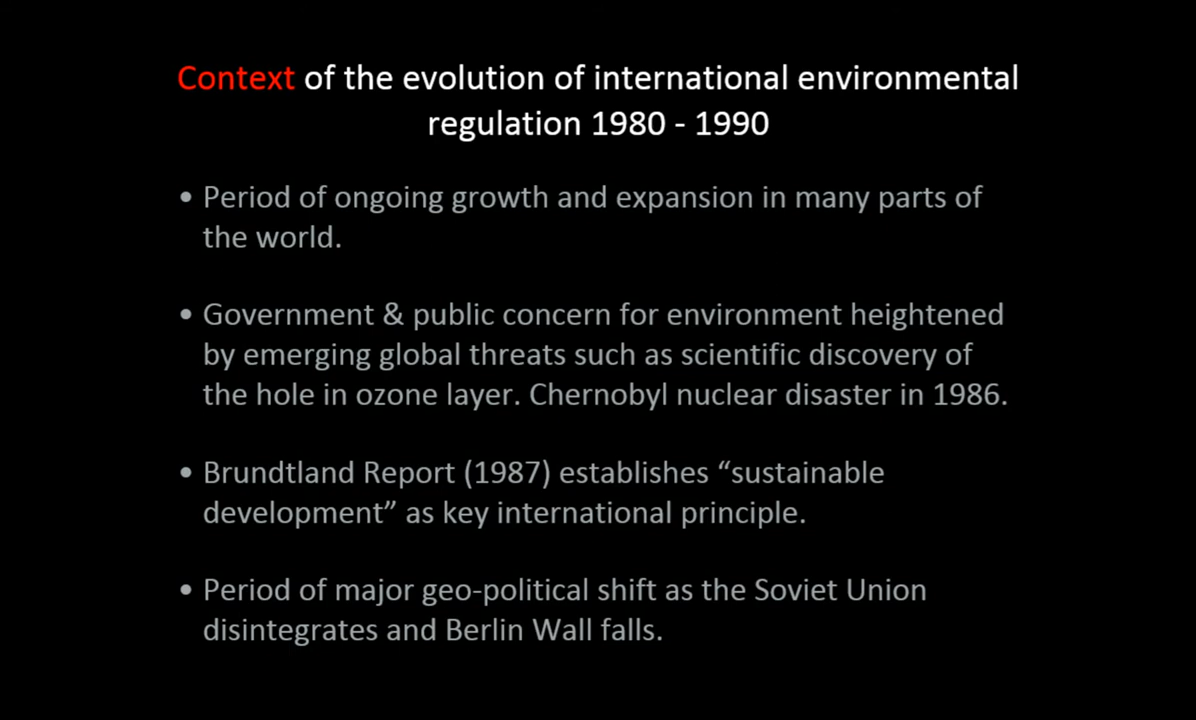 Context of the evolution of international environmental
regulation 1980 - 1990
• Period of ongoing growth and expansion in many parts of
the world.
• Government & public concern for environment heightened
by emerging global threats such as scientific discovery of
the hole in ozone layer. Chernobyl nuclear disaster in 1986.
• Brundtland Report (1987) establishes “sustainable
development” as key international principle.
• Period of major geo-political shift as the Soviet Union
disintegrates and Berlin Wall falls.